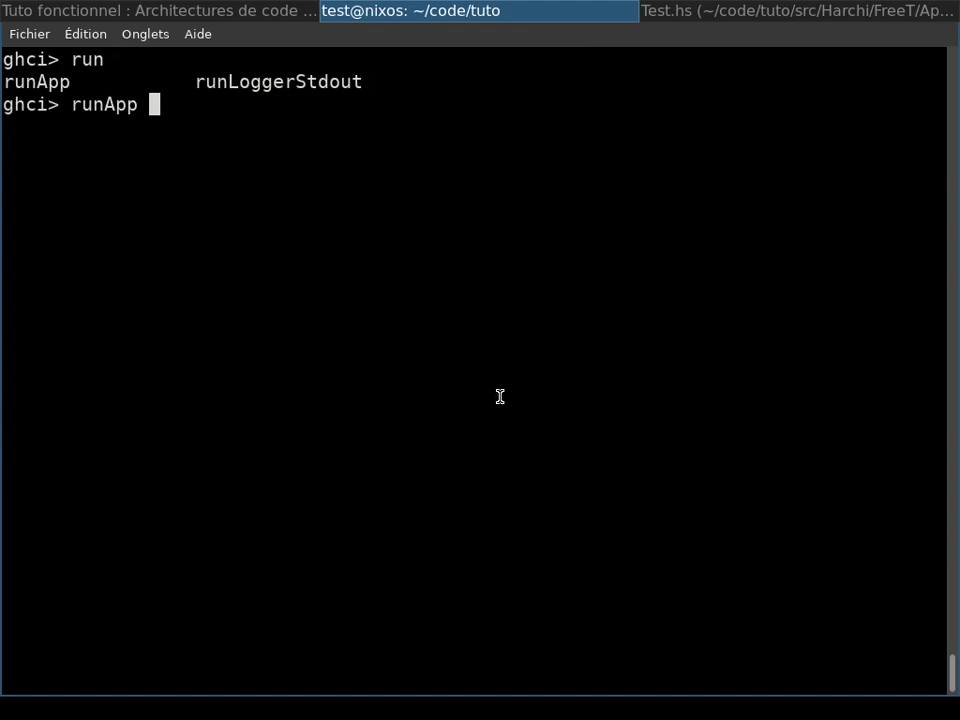 Tuto fonctionnel : Architectures de code ... test@nixos: ~/code/tuto Test.hs (~/code/tuto/src/Harchi/FreeT/Ap...
Fichier Édition Onglets Aide
ghci> run
runApp runLoggerStdout
ghci> runApp